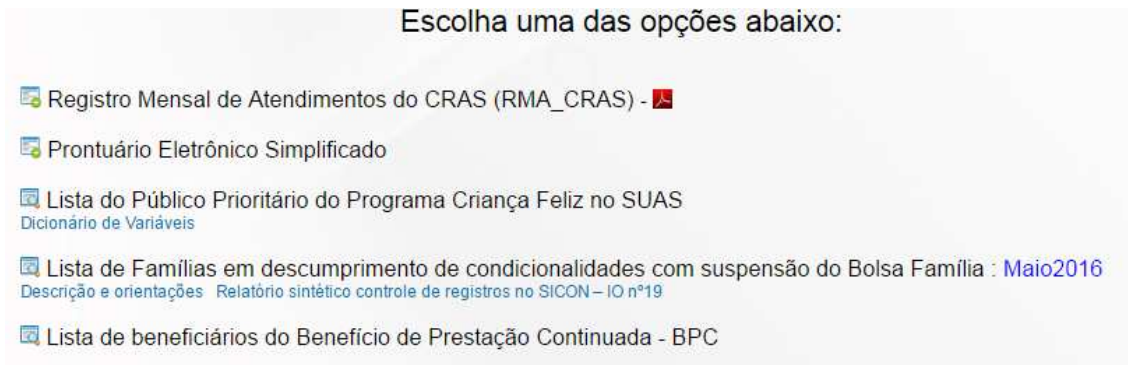 Escolha uma das opções abaixo:
Registro Mensal de Atendimentos do CRAS (RMA_CRAS) -
Prontuário Eletrônico Simplificado
Lista do Público Prioritário do Programa Criança Feliz no SUAS
Dicionário de Variáveis
Lista de Famílias em descumprimento de condicionalidades com suspensão do Bolsa Família : Maio2016
Descrição e orientações Relatório sintético controle de registros no SICON – IO nº19
Lista de beneficiários do Benefício de Prestação Continuada - BPC